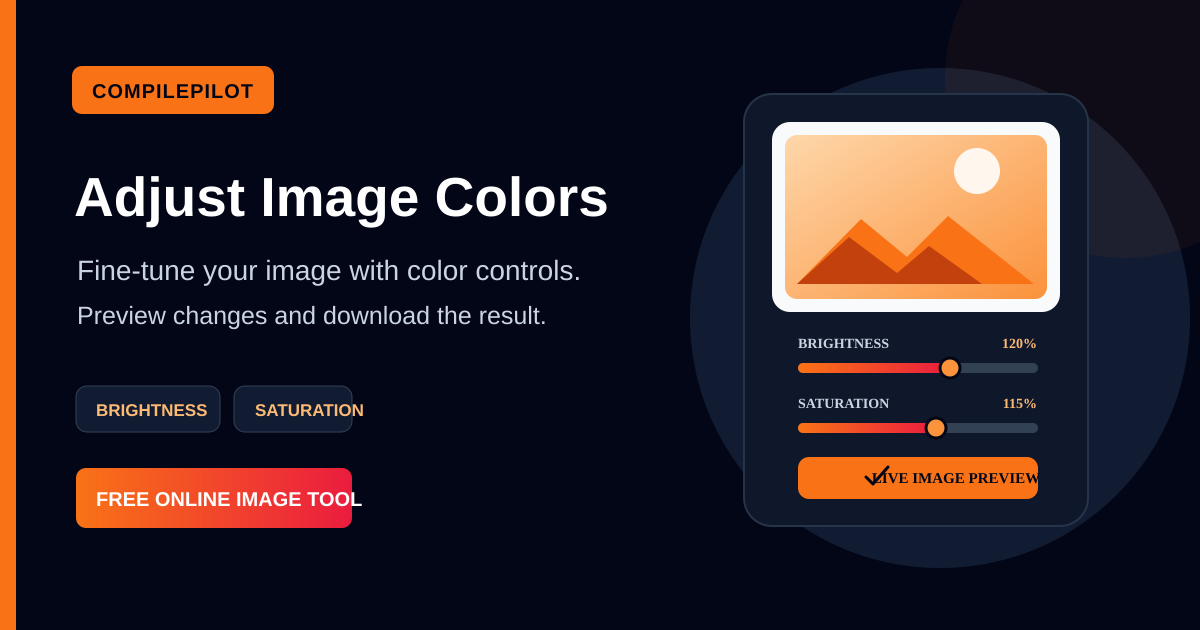 COMPILEPILOT
Adjust Image Colors
Fine-tune your image with color controls.
Preview changes and download the result.
BRIGHTNESS SATURATION
FREE ONLINE IMAGE TOOL
BRIGHTNESS 120%
SATURATION 115%
LIVE IMAGE PREVIEW